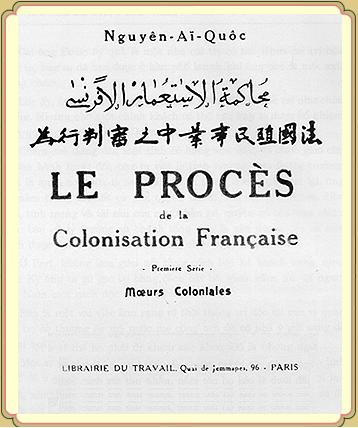 Nguyên-Aï-Quôc
محاكمة الاستعمار الافرنسي
法國殖民事業中之審判行為
LE PROCÈS
de la
Colonisation Française
- Première Série -
Mœurs Coloniales
LIBRAIRIE DU TRAVAIL, Quai de jemmapes, 96 - PARIS